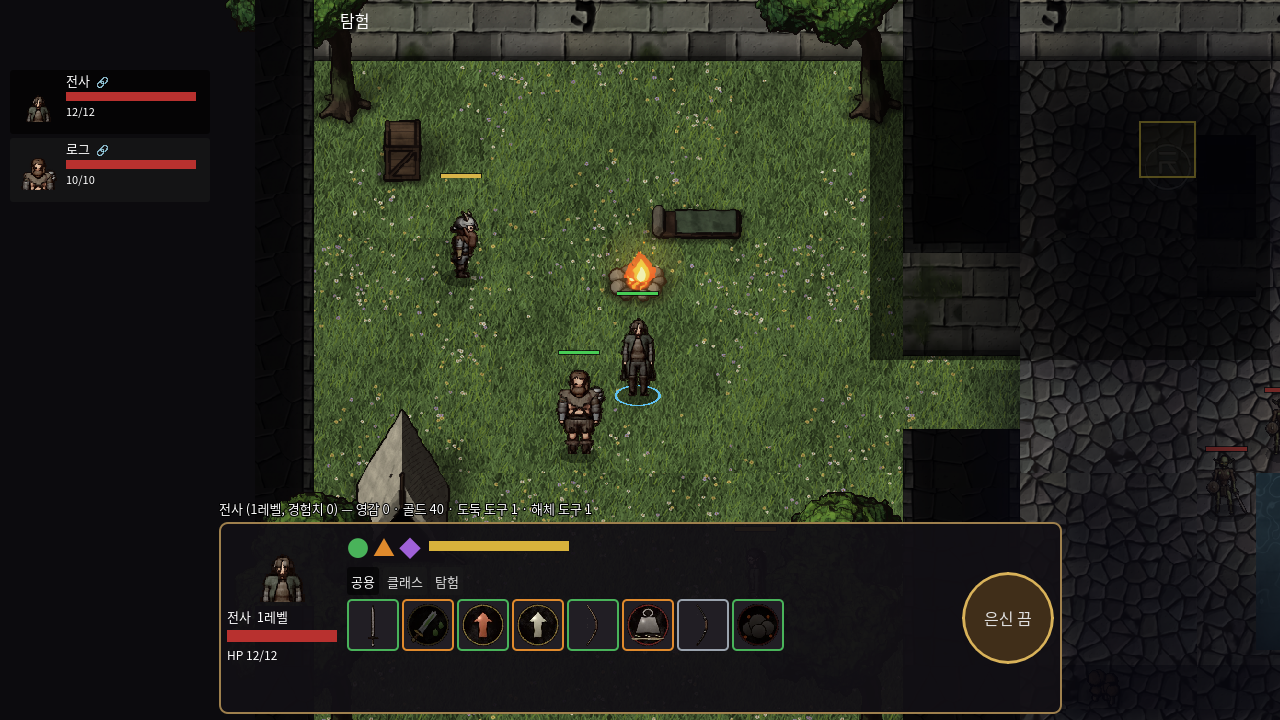 탐험
전사
12/12
로그
10/10
전사 (1레벨, 경험치 0) — 영감 0 · 골드 40 · 도둑 도구 1 · 해체 도구 1
공용 클래스 탐험
전사 1레벨
HP 12/12
은신 끔